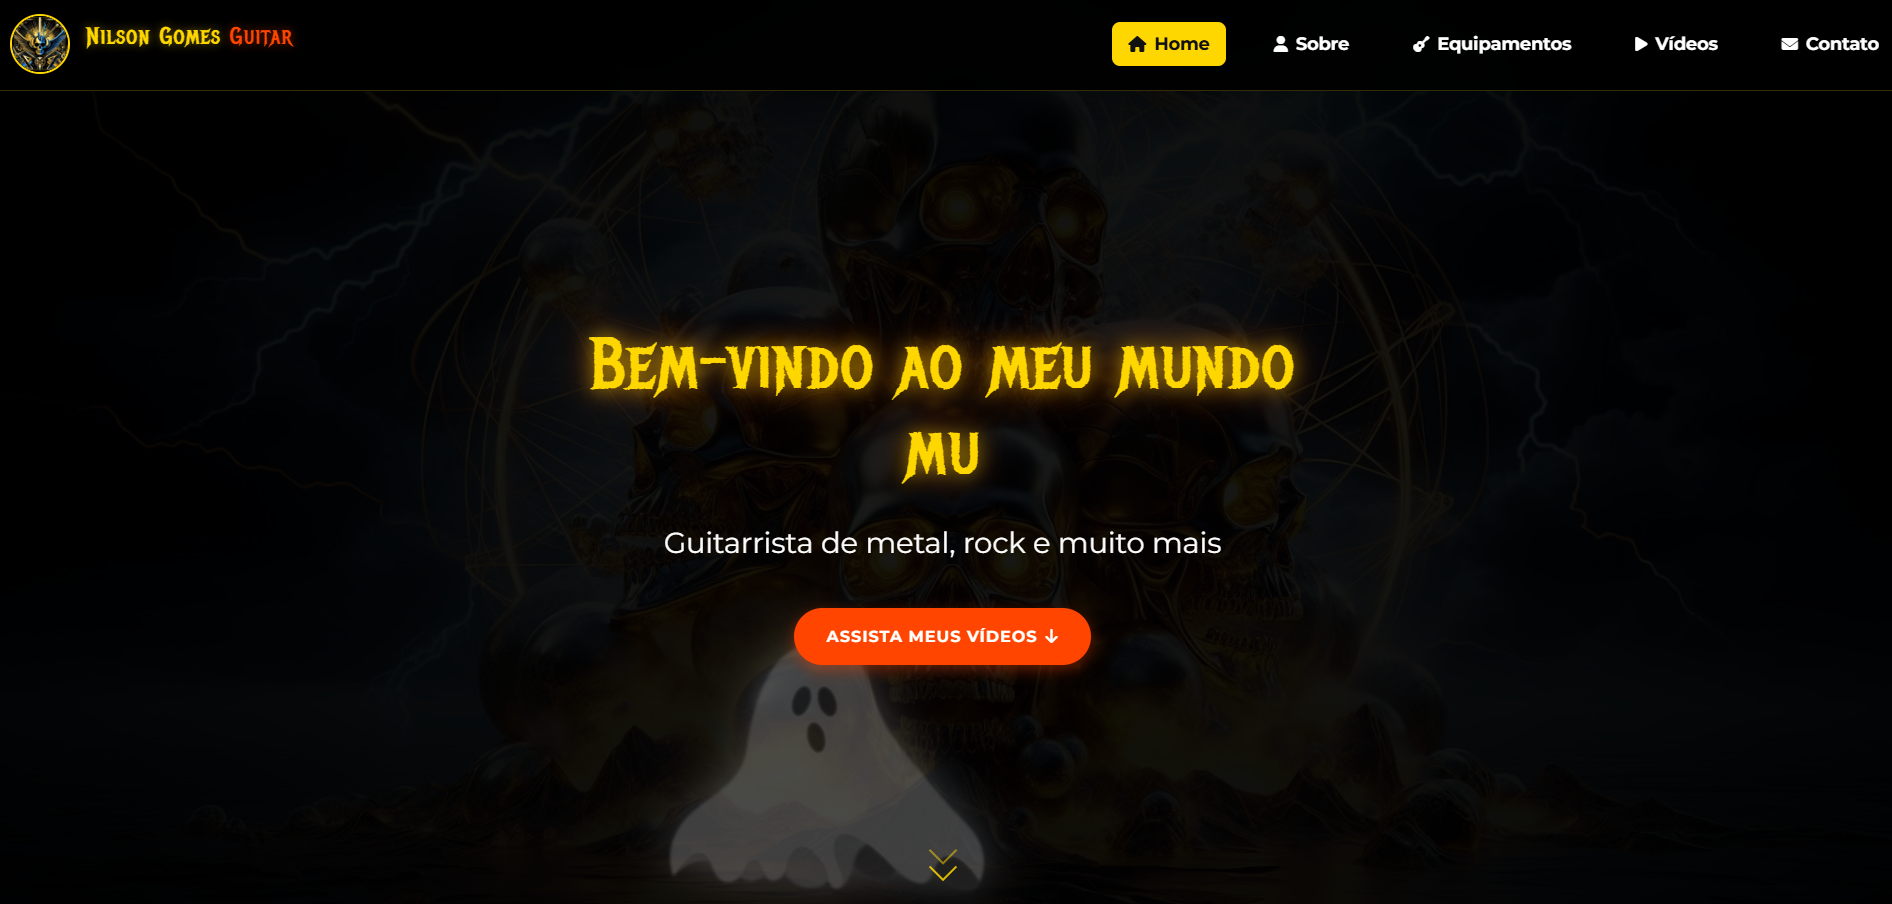 Nilson Gomes Guitar
Home
Sobre
Equipamentos
Vídeos
Contato
Bem-vindo ao meu mundo
mu
Guitarrista de metal, rock e muito mais
ASSISTA MEUS VÍDEOS